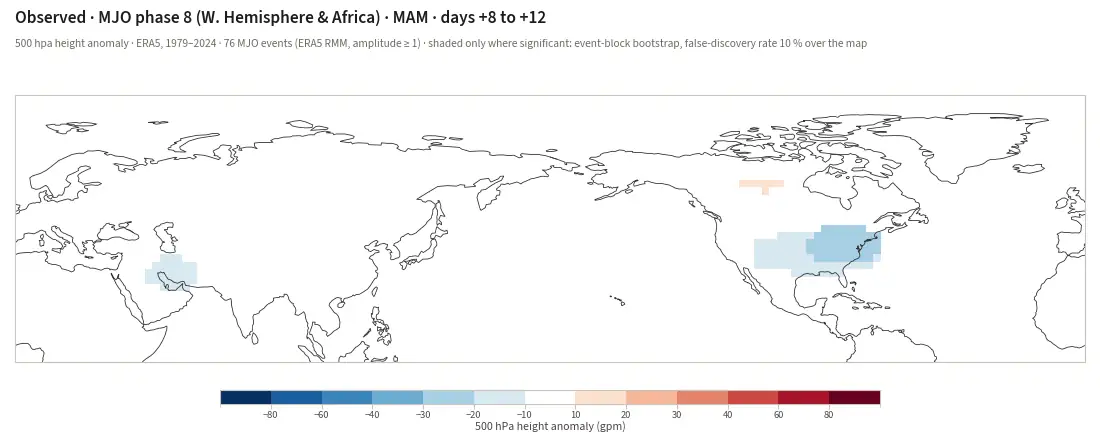 Observed · MJO phase 8 (W. Hemisphere & Africa) · MAM · days +8 to +12
500 hpa height anomaly · ERA5, 1979–2024 · 76 MJO events (ERA5 RMM, amplitude ≥ 1) · shaded only where significant: event-block bootstrap, false-discovery rate 10 % over the map
−80 −60 −40 −30 −20 −10 10 20 30 40 60 80
500 hPa height anomaly (gpm)